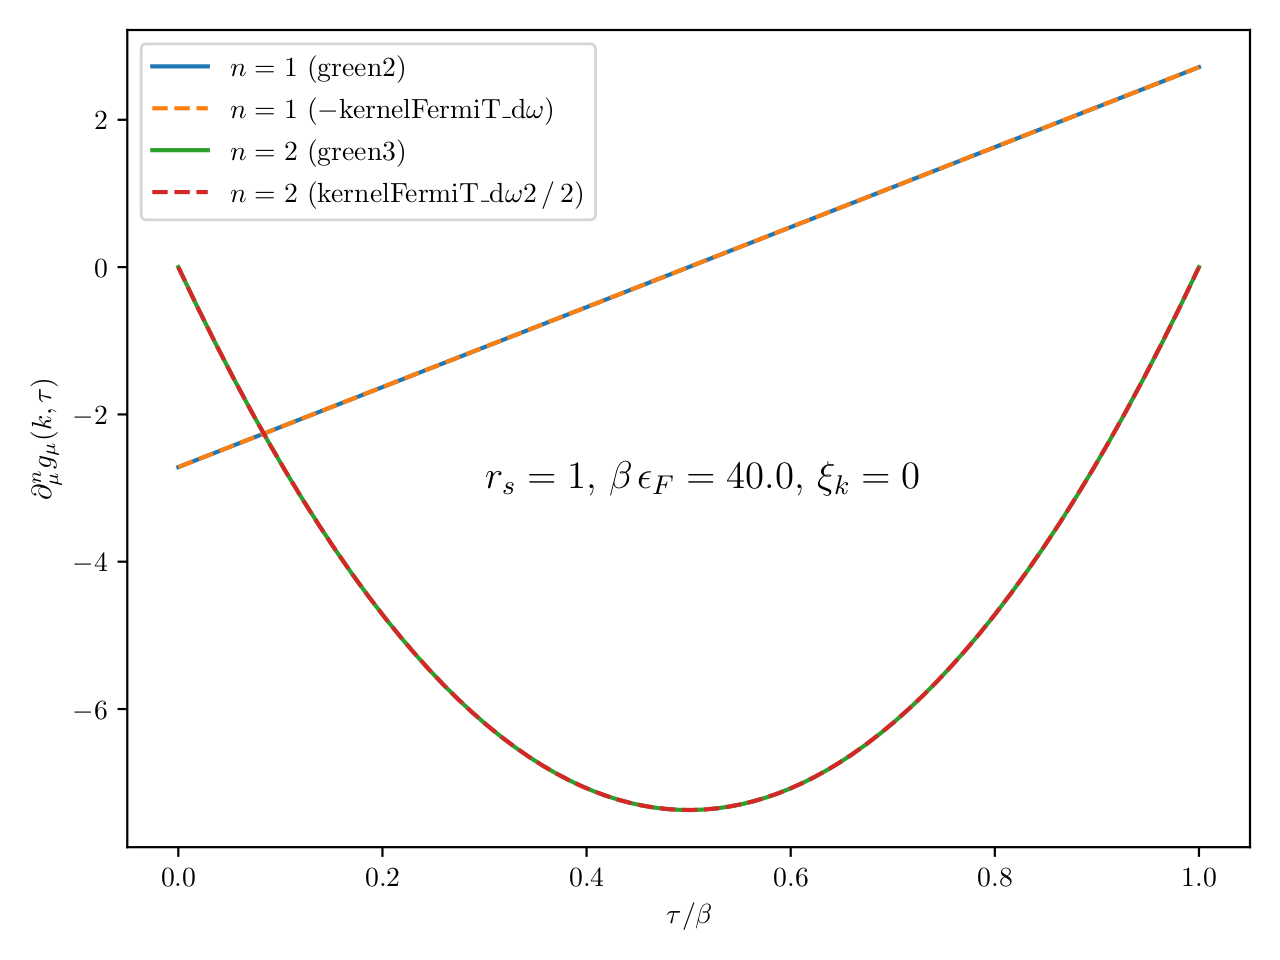 n = 1 (green2)
n = 1 (−kernelFermiT_dω)
n = 2 (green3)
n = 2 (kernelFermiT_dω2 / 2)
2
0
−2
−4
−6
∂ⁿ_μ g_μ(k, τ)
r_s = 1, β ϵ_F = 40.0, ξ_k = 0
0.0 0.2 0.4 0.6 0.8 1.0
τ/β